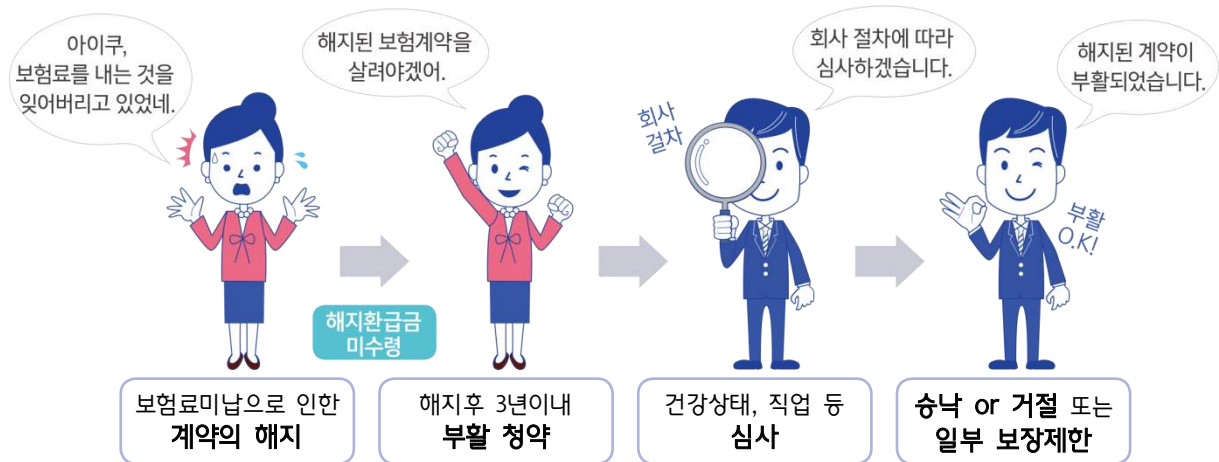 아이쿠,
보험료를 내는 것을
잊어버리고 있었네.
해지된 보험계약을
살려야겠어.
회사 절차에 따라
심사하겠습니다.
해지된 계약이
부활되었습니다.
회사
걸차
부활
O.K!
해지환급금
미수령
보험료미납으로 인한
계약의 해지
해지후 3년이내
부활 청약
건강상태, 직업 등
심사
승낙 or 거절 또는
일부 보장제한